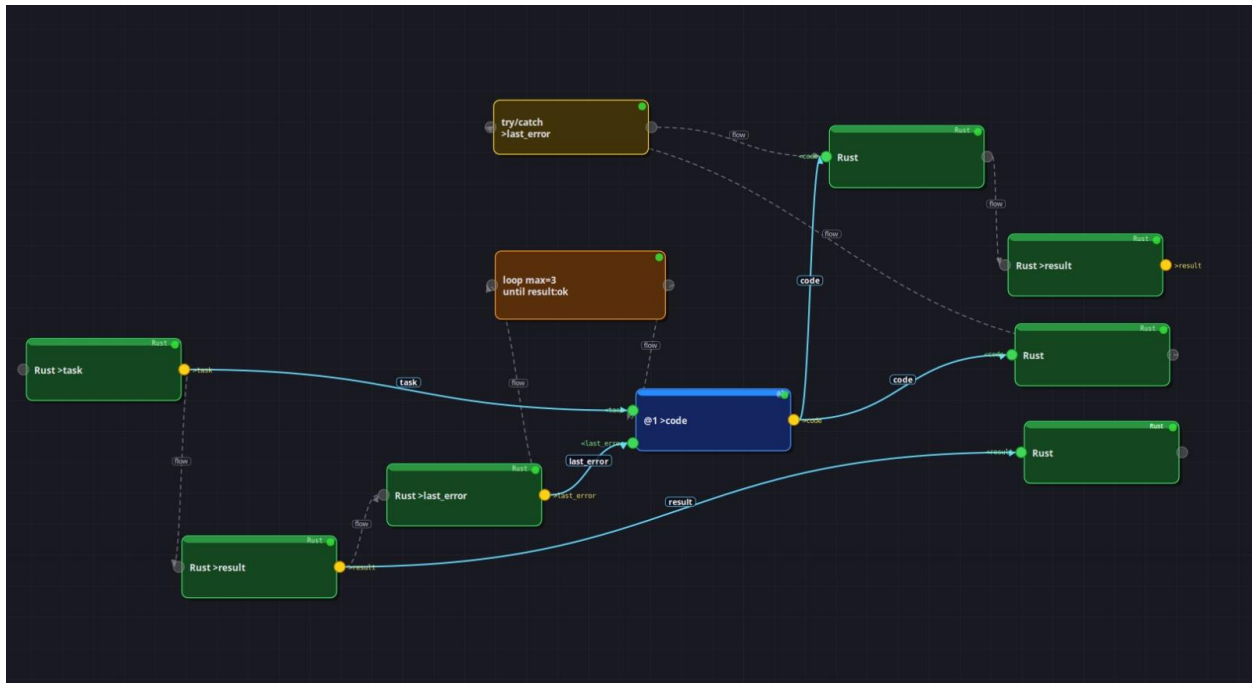 try/catch
>last_error
flow
<code
Rust
Rust
flow
flow
Rust
Rust >result
>result
loop max=3
until result:ok
code
Rust
Rust
flow
Rust
Rust >task
>task
task
flow
code
@1 >code
>code
<last_error
last_error
Rust
Rust
flow
Rust
Rust >last_error
>last_error
result
flow
Rust
Rust >result
>result